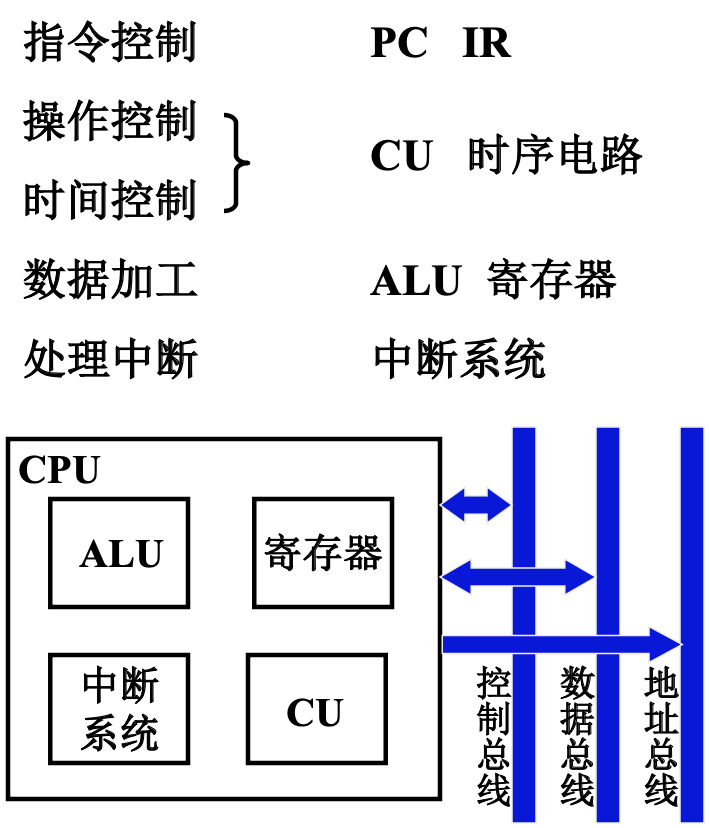 指令控制 PC IR
操作控制
CU 时序电路
时间控制
数据加工 ALU 寄存器
处理中断 中断系统
CPU
ALU
寄存器
中断
系统
CU
控制总线
数据总线
地址总线